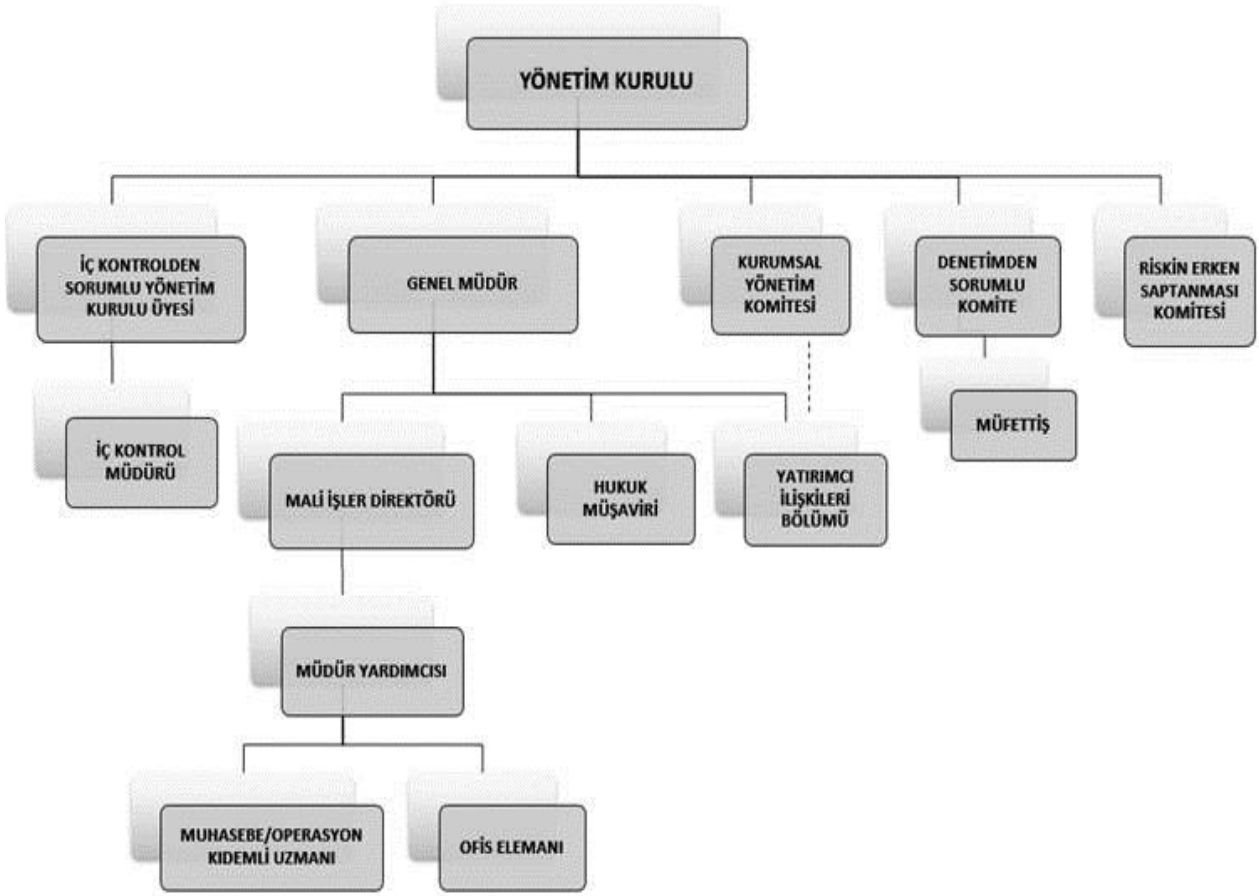 YÖNETİM KURULU
İÇ KONTROLDEN
SORUMLU YÖNETİM
KURULU ÜYESİ
GENEL MÜDÜR
KURUMSAL
YÖNETİM
KOMİTESİ
DENETİMDEN
SORUMLU
KOMİTE
RİSKİN ERKEN
SAPTANMASI
KOMİTESİ
İÇ KONTROL
MÜDÜRÜ
MALİ İŞLER DİREKTÖRÜ
HUKUK
MÜŞAVİRİ
YATIRIMCI
İLİŞKİLERİ
BÖLÜMÜ
MÜFETTİŞ
MÜDÜR YARDIMCISI
MUHASEBE/OPERASYON
KIDEMLİ UZMANI
OFİS ELEMANI